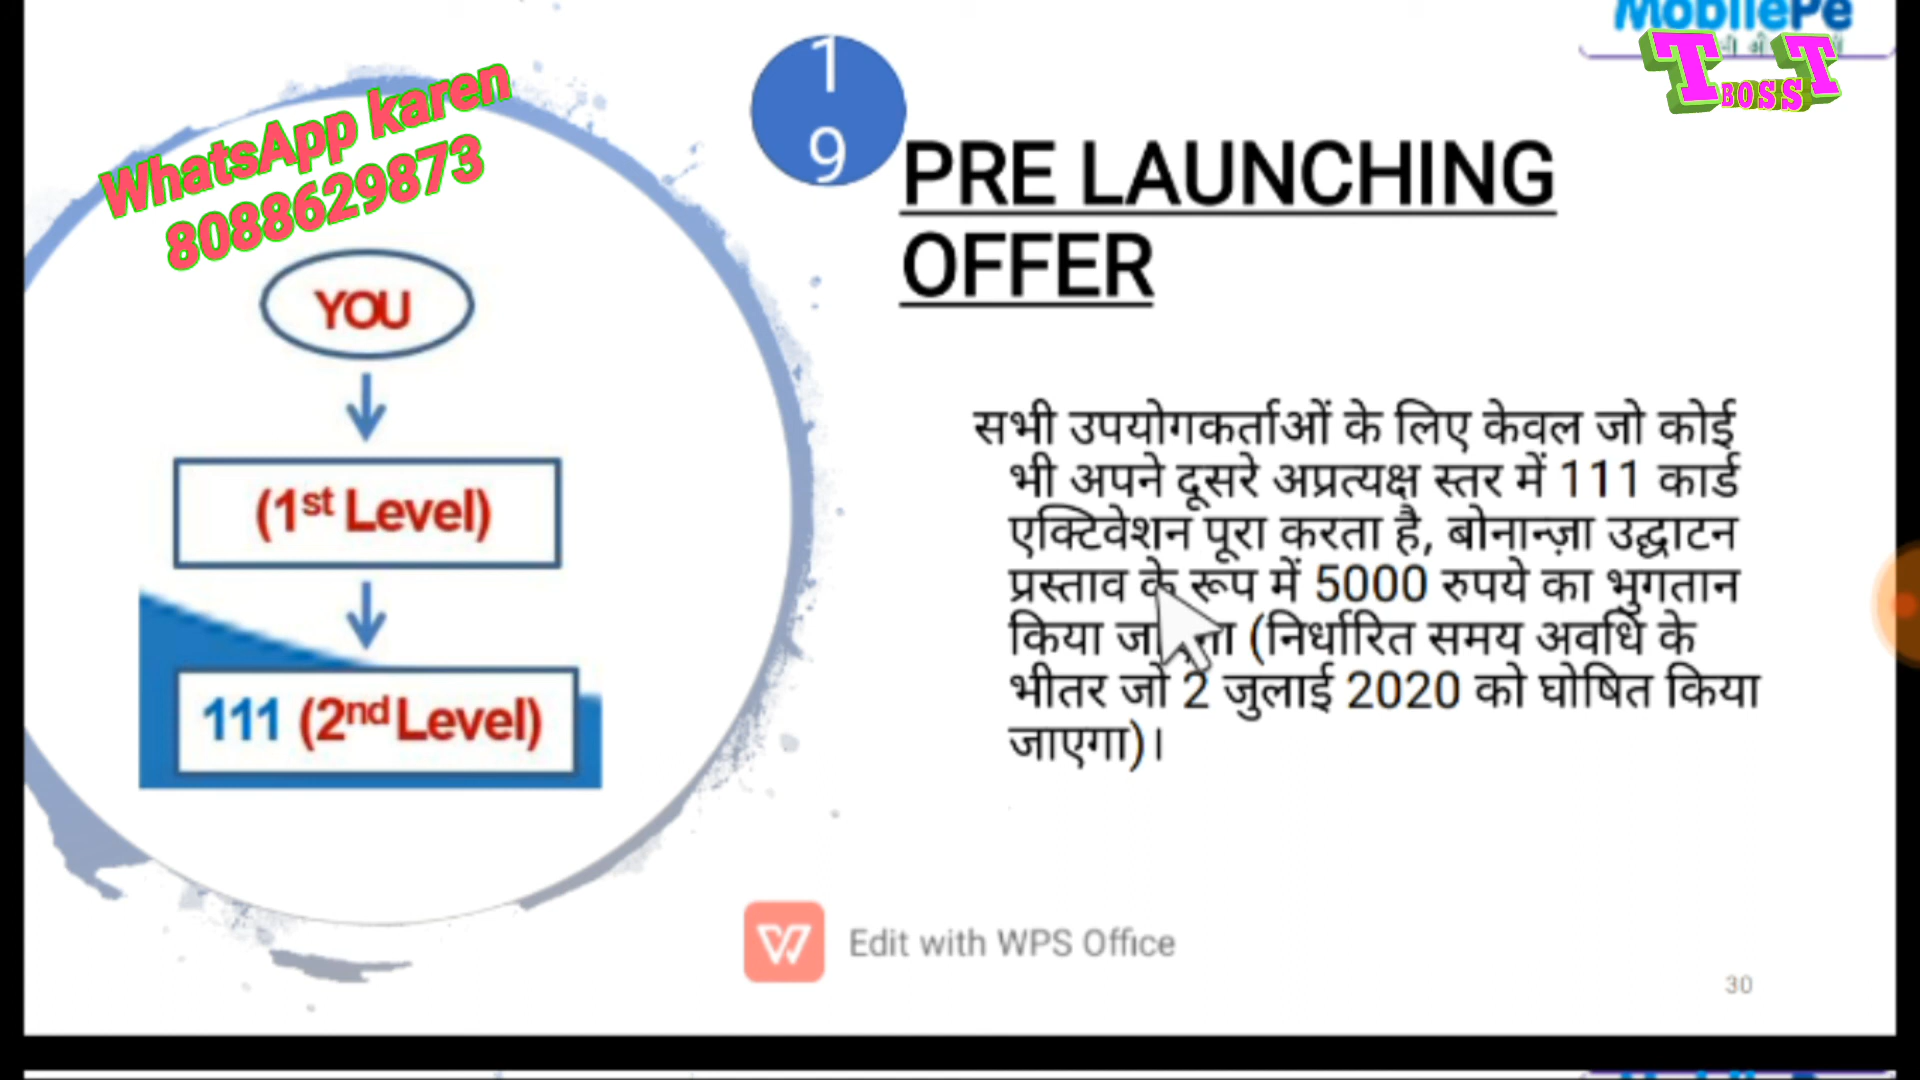 MobilePe
T BOSS T
WhatsApp karen
8088629873
1
9
PRE LAUNCHING
OFFER
YOU
(1st Level)
111 (2nd Level)
सभी उपयोगकर्ताओं के लिए केवल जो कोई
भी अपने दूसरे अप्रत्यक्ष स्तर में 111 कार्ड
एक्टिवेशन पूरा करता है, बोनान्ज़ा उद्घाटन
प्रस्ताव के रूप में 5000 रुपये का भुगतान
किया (निर्धारित समय अवधि के
भीतर जो 2 जुलाई 2020 को घोषित किया
जाएगा)।
Edit with WPS Office
30